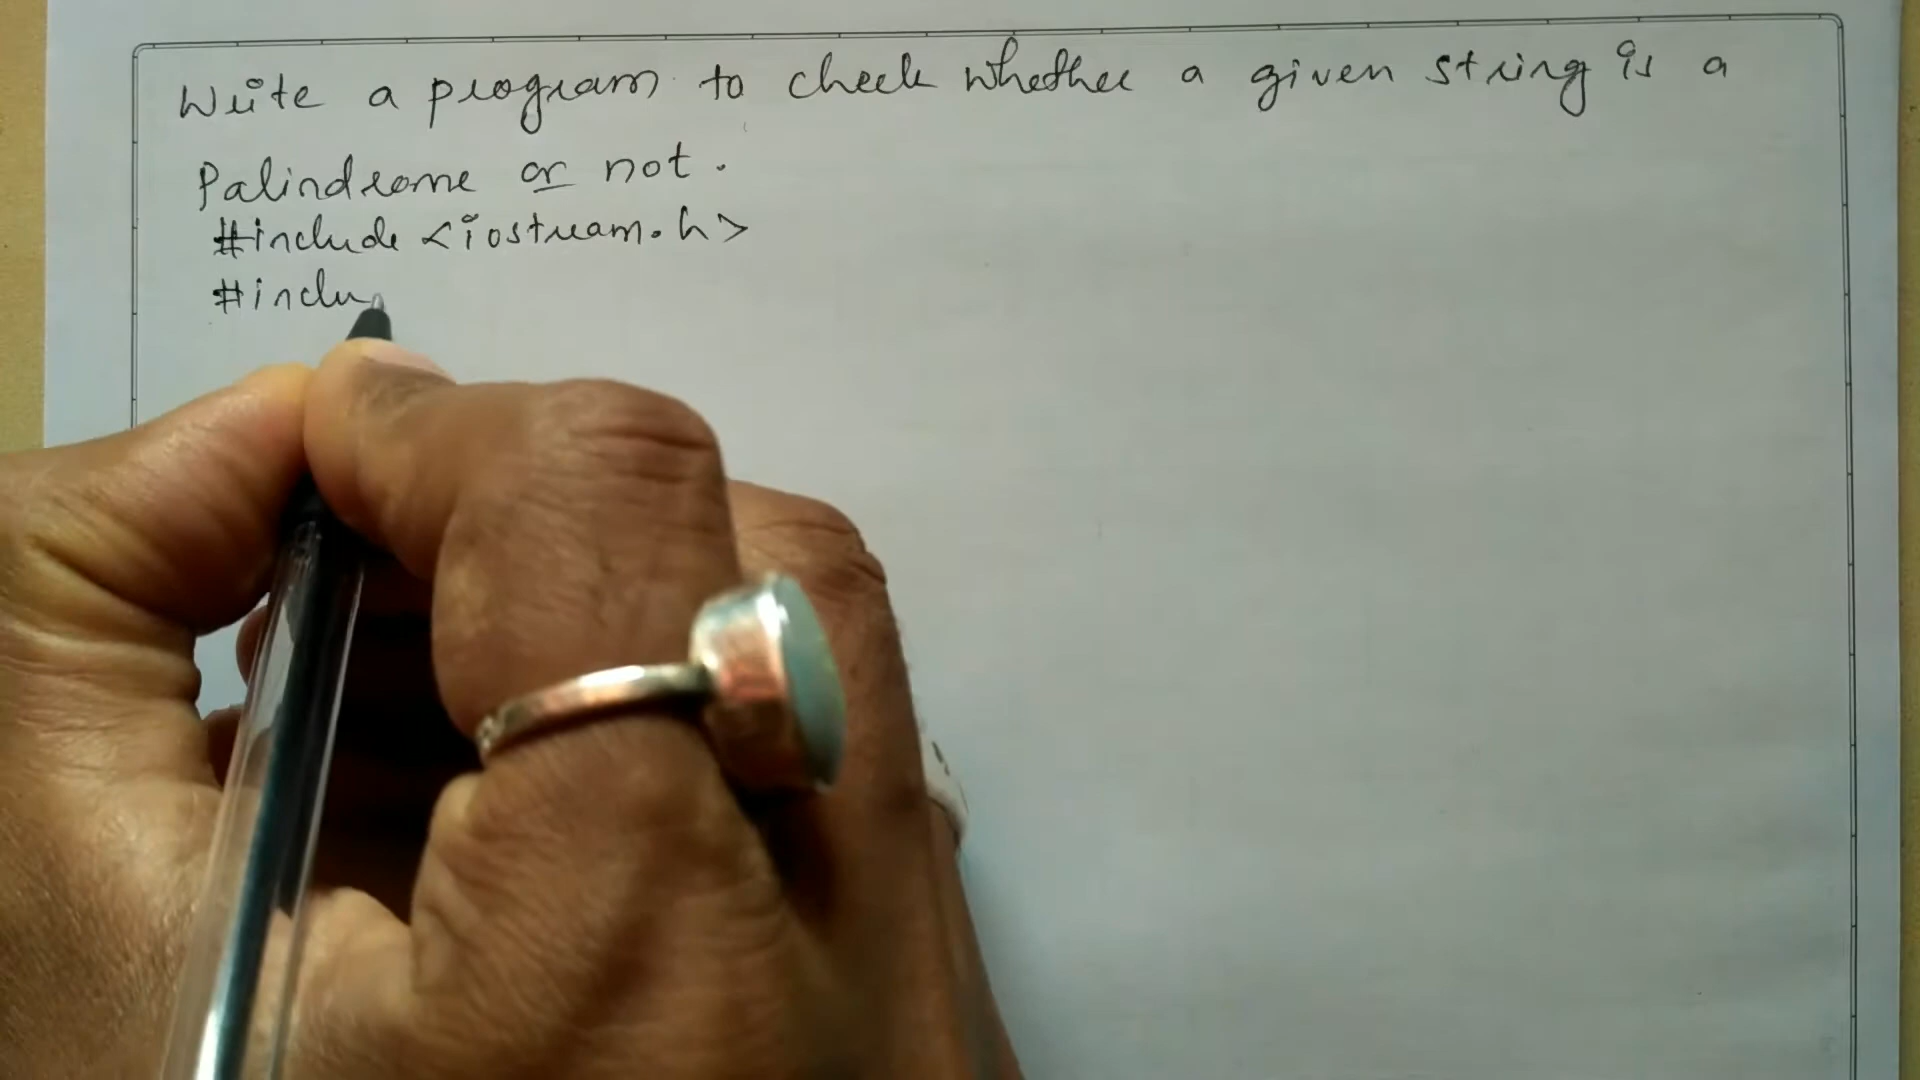 Write a program to check whether a given string is a
Palindrome or not.
#include <iostream.h>
#inclu